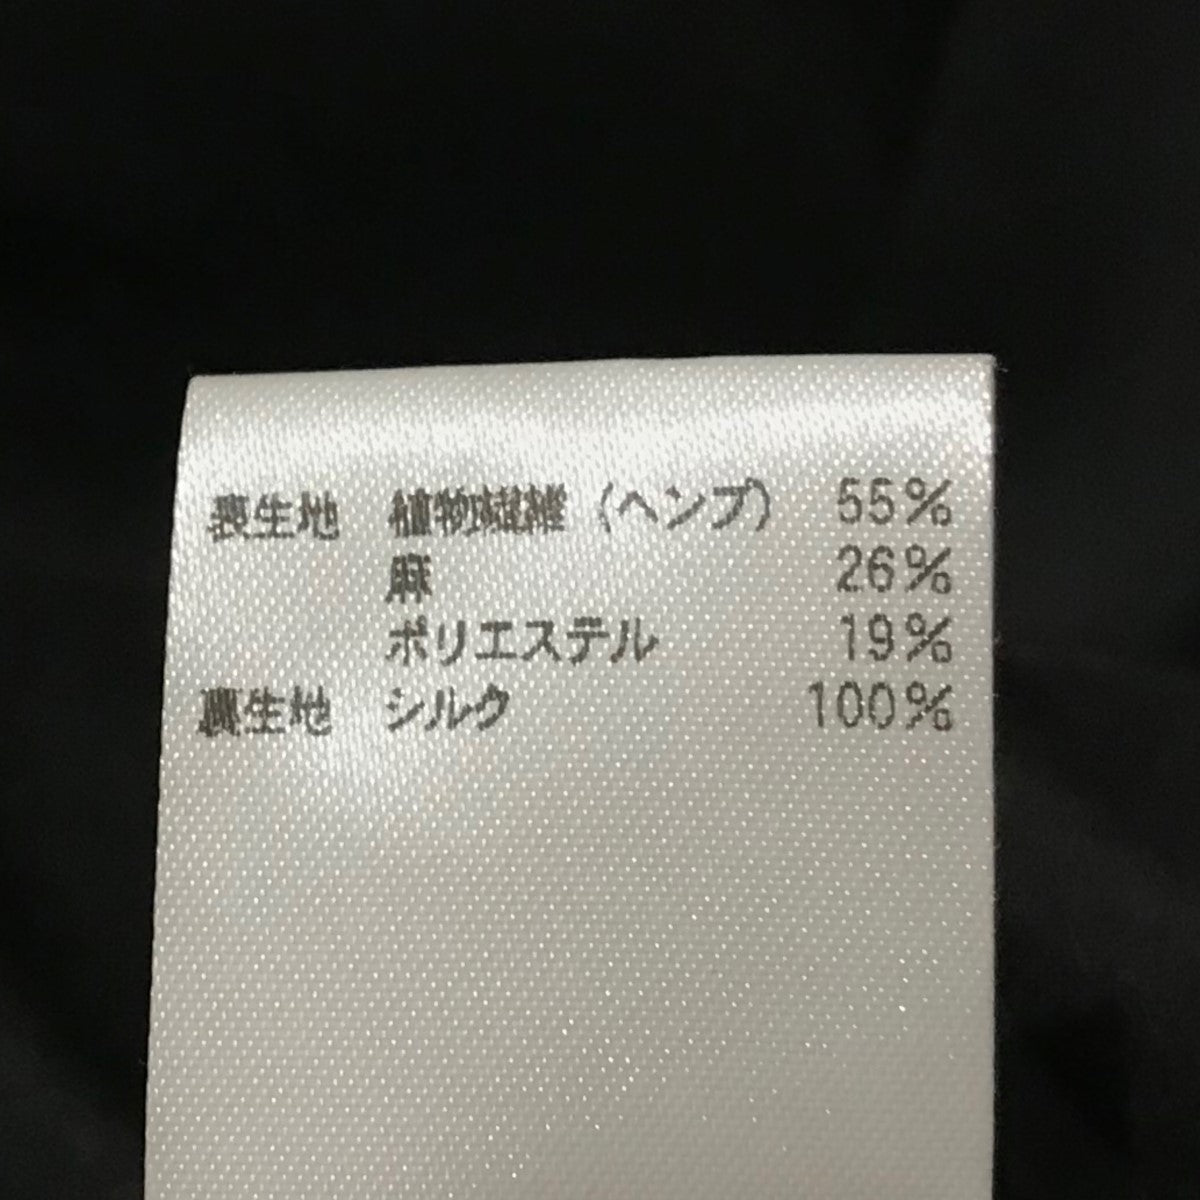 表生地 植物繊維（ヘンプ） 55%
麻 26%
ポリエステル 19%
裏生地 シルク 100%